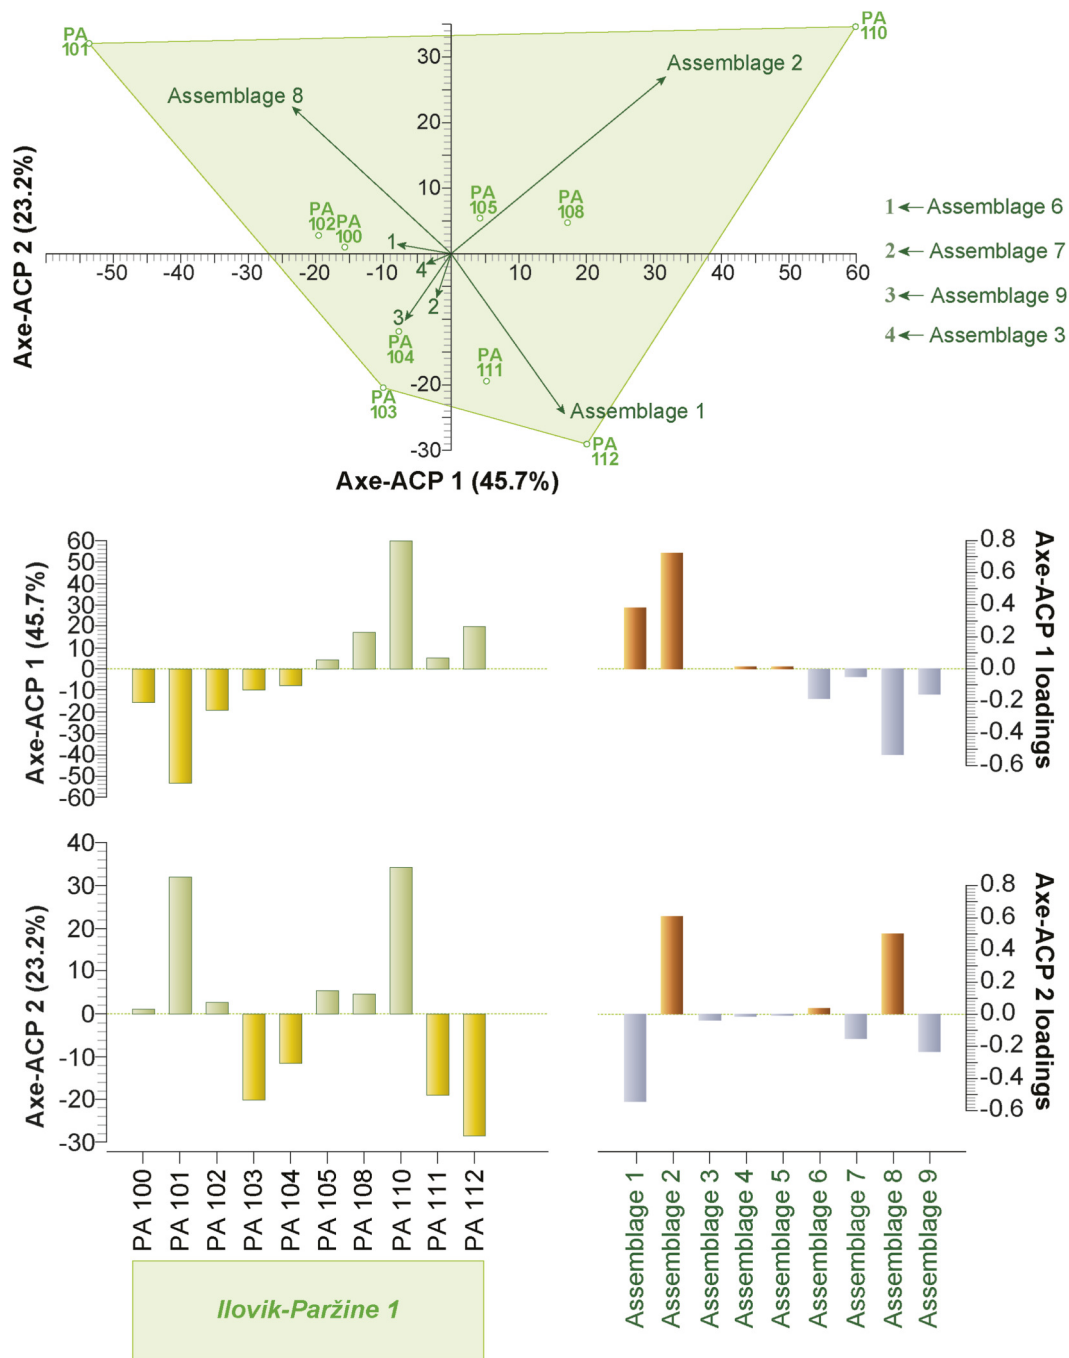 PA
101
PA
110
30
Assemblage 2
Assemblage 8
20
10
PA
105
PA
108
PA
102
PA
100
1
4
2
3
-50
-40
-30
-20
-10
10
20
30
40
50
60
PA
104
PA
111
-20
PA
103
Assemblage 1
-30
PA
112
Axe-ACP 2 (23.2%)
Axe-ACP 1 (45.7%)
1 Assemblage 6
2 Assemblage 7
3 Assemblage 9
4 Assemblage 3
Axe-ACP 1 (45.7%)
60
50
40
30
20
10
0
-10
-20
-30
-40
-50
-60
0.8
0.6
0.4
0.2
0.0
-0.2
-0.4
-0.6
Axe-ACP 1 loadings
Axe-ACP 2 (23.2%)
40
30
20
10
0
-10
-20
-30
0.8
0.6
0.4
0.2
0.0
-0.2
-0.4
-0.6
Axe-ACP 2 loadings
PA 100
PA 101
PA 102
PA 103
PA 104
PA 105
PA 108
PA 110
PA 111
PA 112
Assemblage 1
Assemblage 2
Assemblage 3
Assemblage 4
Assemblage 5
Assemblage 6
Assemblage 7
Assemblage 8
Assemblage 9
Ilovik-Paržine 1